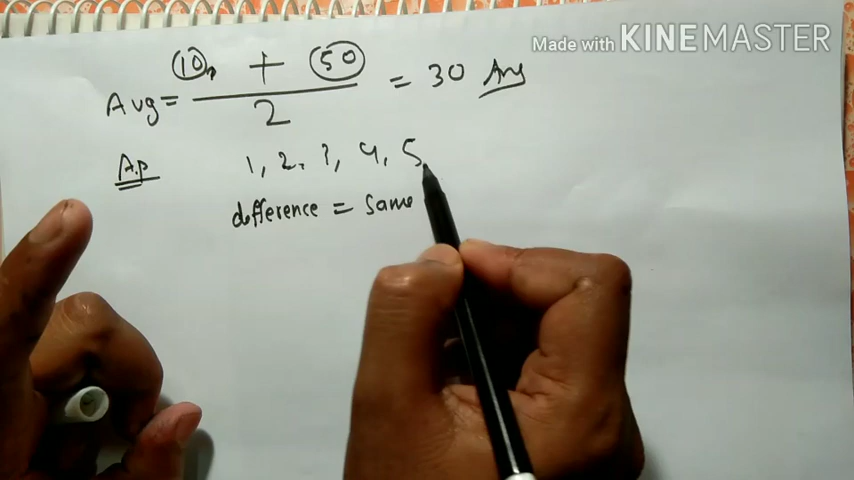 Made with KINEMASTER
Avg = 10, + 50 / 2 = 30 Ans
A.P 1, 2, 3, 4, 5
difference = same